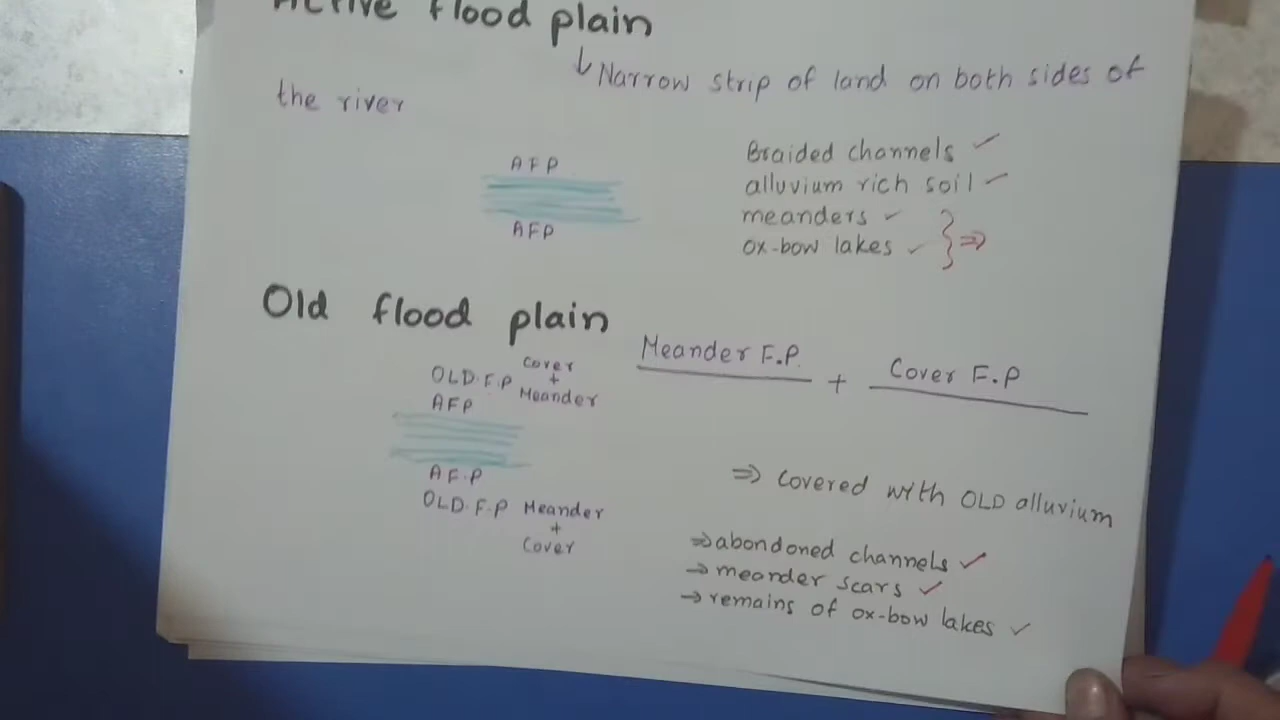 Active flood plain
↓ Narrow strip of land on both sides of
the river
AFP
AFP
Braided channels ✓
alluvium rich soil ✓
meanders ✓
ox-bow lakes ✓ } ⇒
Old flood plain
Meander F.P. + Cover F.P
OLD.F.P Cover + Meander
AFP
A F.P
OLD.F.P Meander + Cover
⇒ covered with OLD alluvium
⇒ abondoned channels ✓
→ meander scars ✓
→ remains of ox-bow lakes ✓